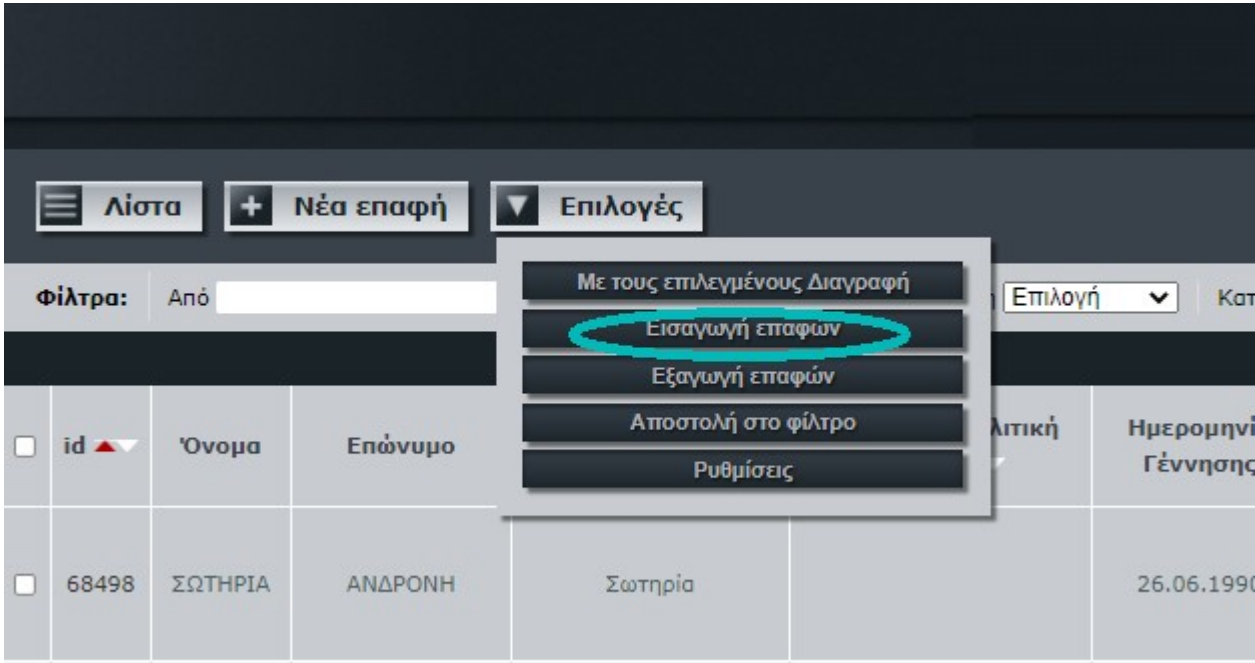 Λίστα
Νέα επαφή
Επιλογές
Με τους επιλεγμένους Διαγραφή
Εισαγωγή επαφών
Εξαγωγή επαφών
Αποστολή στο φίλτρο
Ρυθμίσεις
Φίλτρα: Από Επιλογή
id Όνομα Επώνυμο
Γέννησης
68498 ΣΩΤΗΡΙΑ ΑΝΔΡΟΝΗ Σωτηρία 26.06.1990